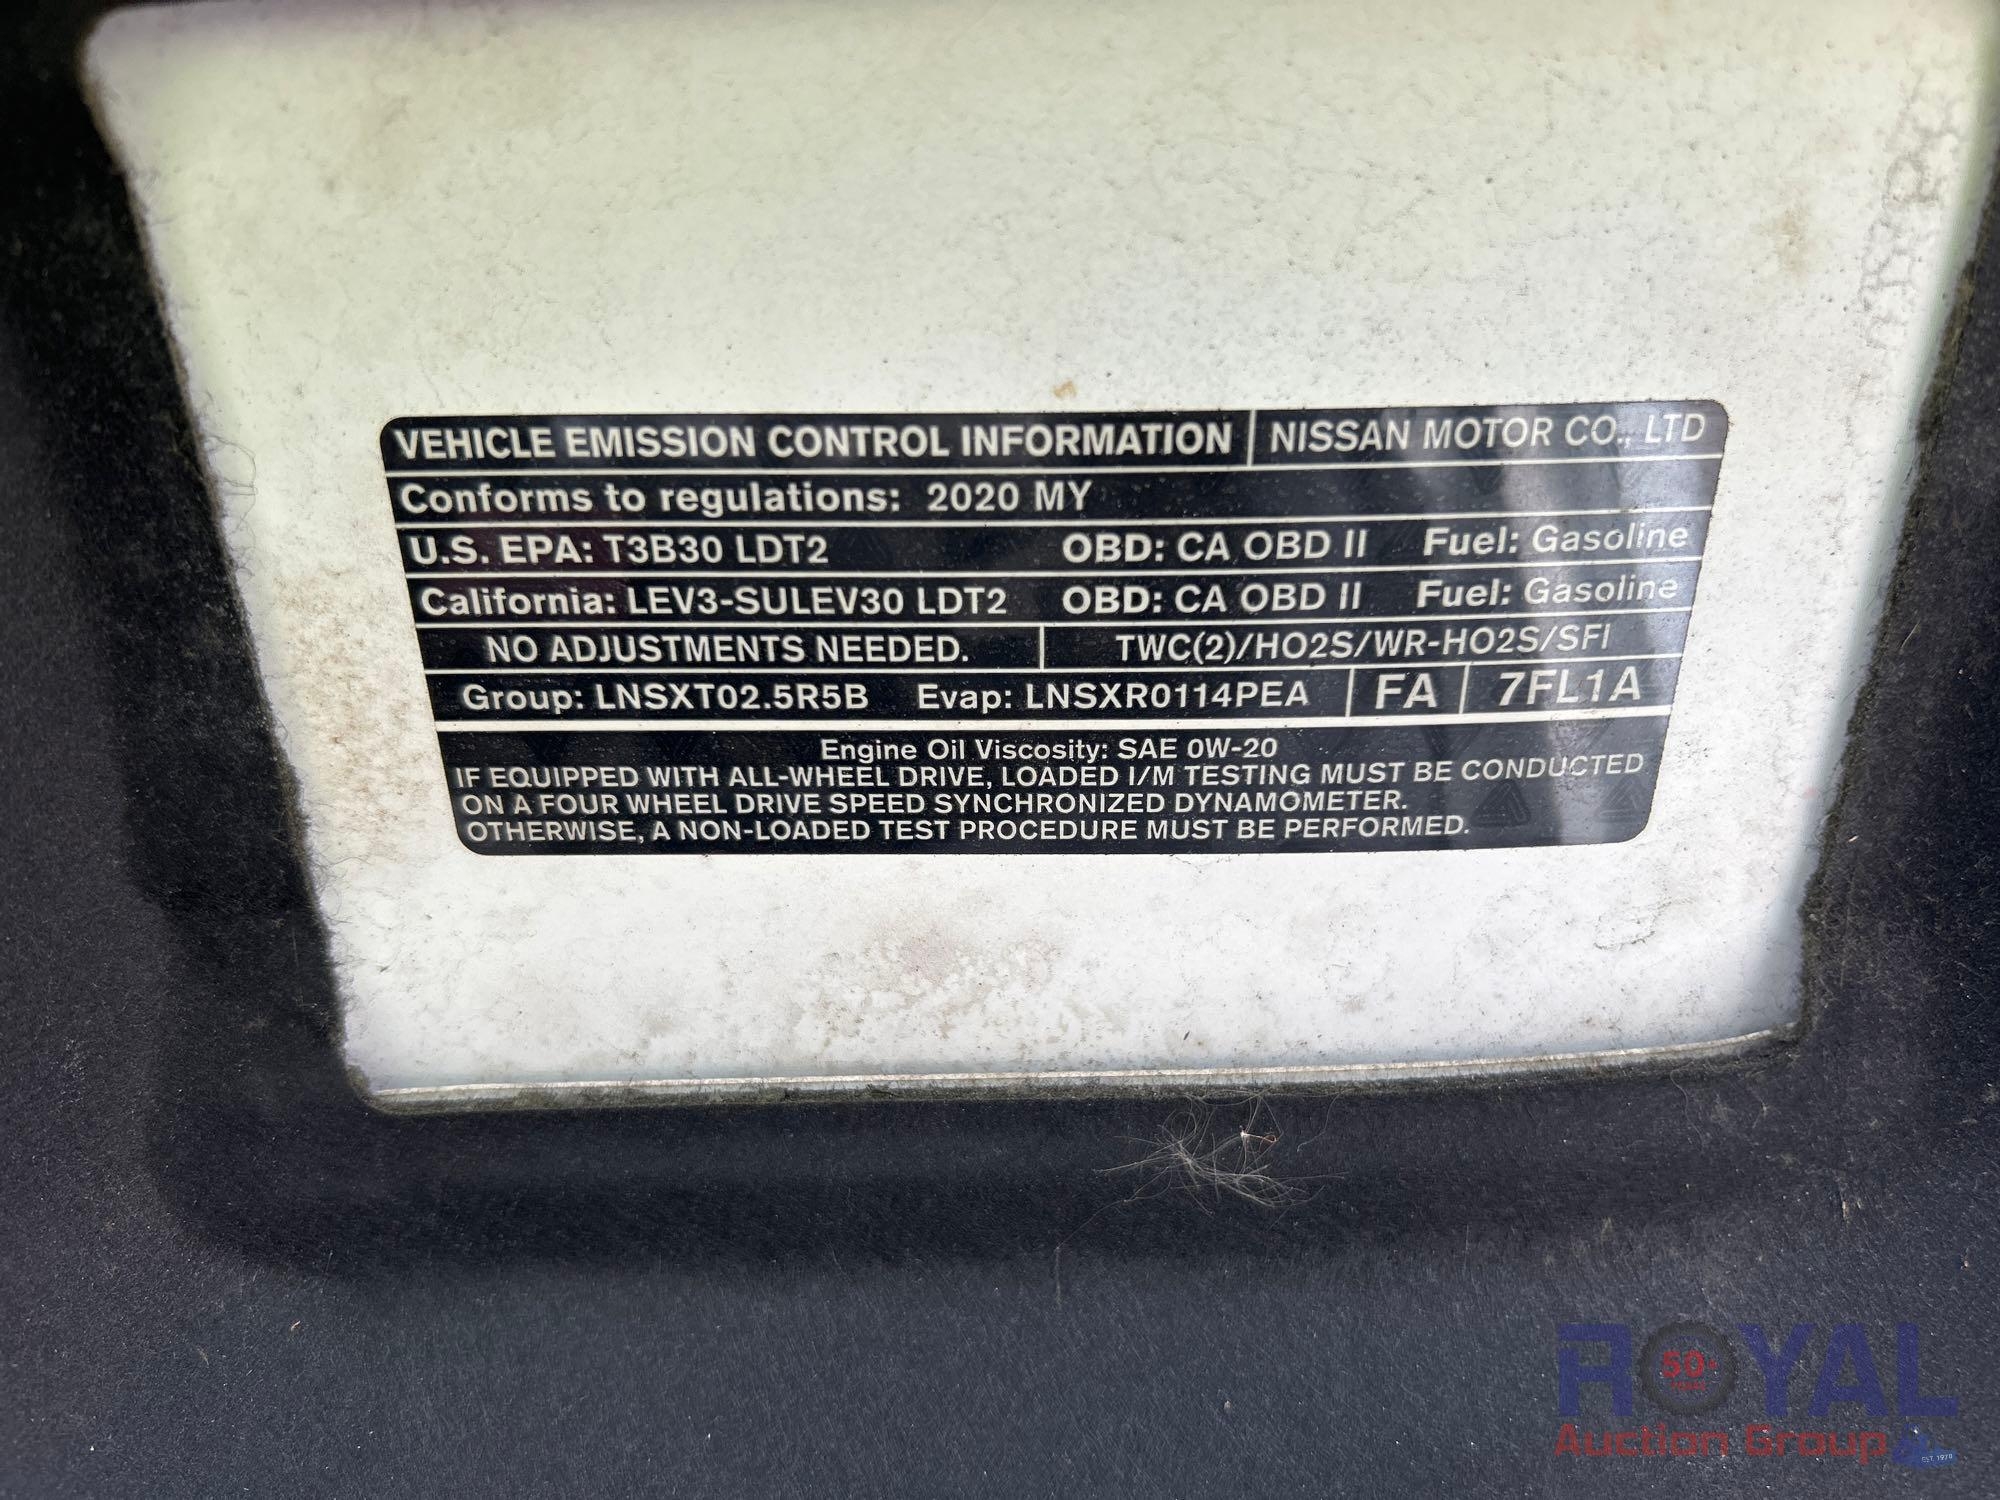 VEHICLE EMISSION CONTROL INFORMATION NISSAN MOTOR CO., LTD
Conforms to regulations: 2020 MY
U.S. EPA: T3B30 LDT2 OBD: CA OBD II Fuel: Gasoline
California: LEV3-SULEV30 LDT2 OBD: CA OBD II Fuel: Gasoline
NO ADJUSTMENTS NEEDED. TWC(2)/HO2S/WR-HO2S/SFI
Group: LNSXT02.5R5B Evap: LNSXR0114PEA FA 7FL1A
Engine Oil Viscosity: SAE 0W-20
IF EQUIPPED WITH ALL-WHEEL DRIVE, LOADED I/M TESTING MUST BE CONDUCTED
ON A FOUR WHEEL DRIVE SPEED SYNCHRONIZED DYNAMOMETER.
OTHERWISE, A NON-LOADED TEST PROCEDURE MUST BE PERFORMED.
ROYAL
50+
YEARS
Auction Group
EST. 1970